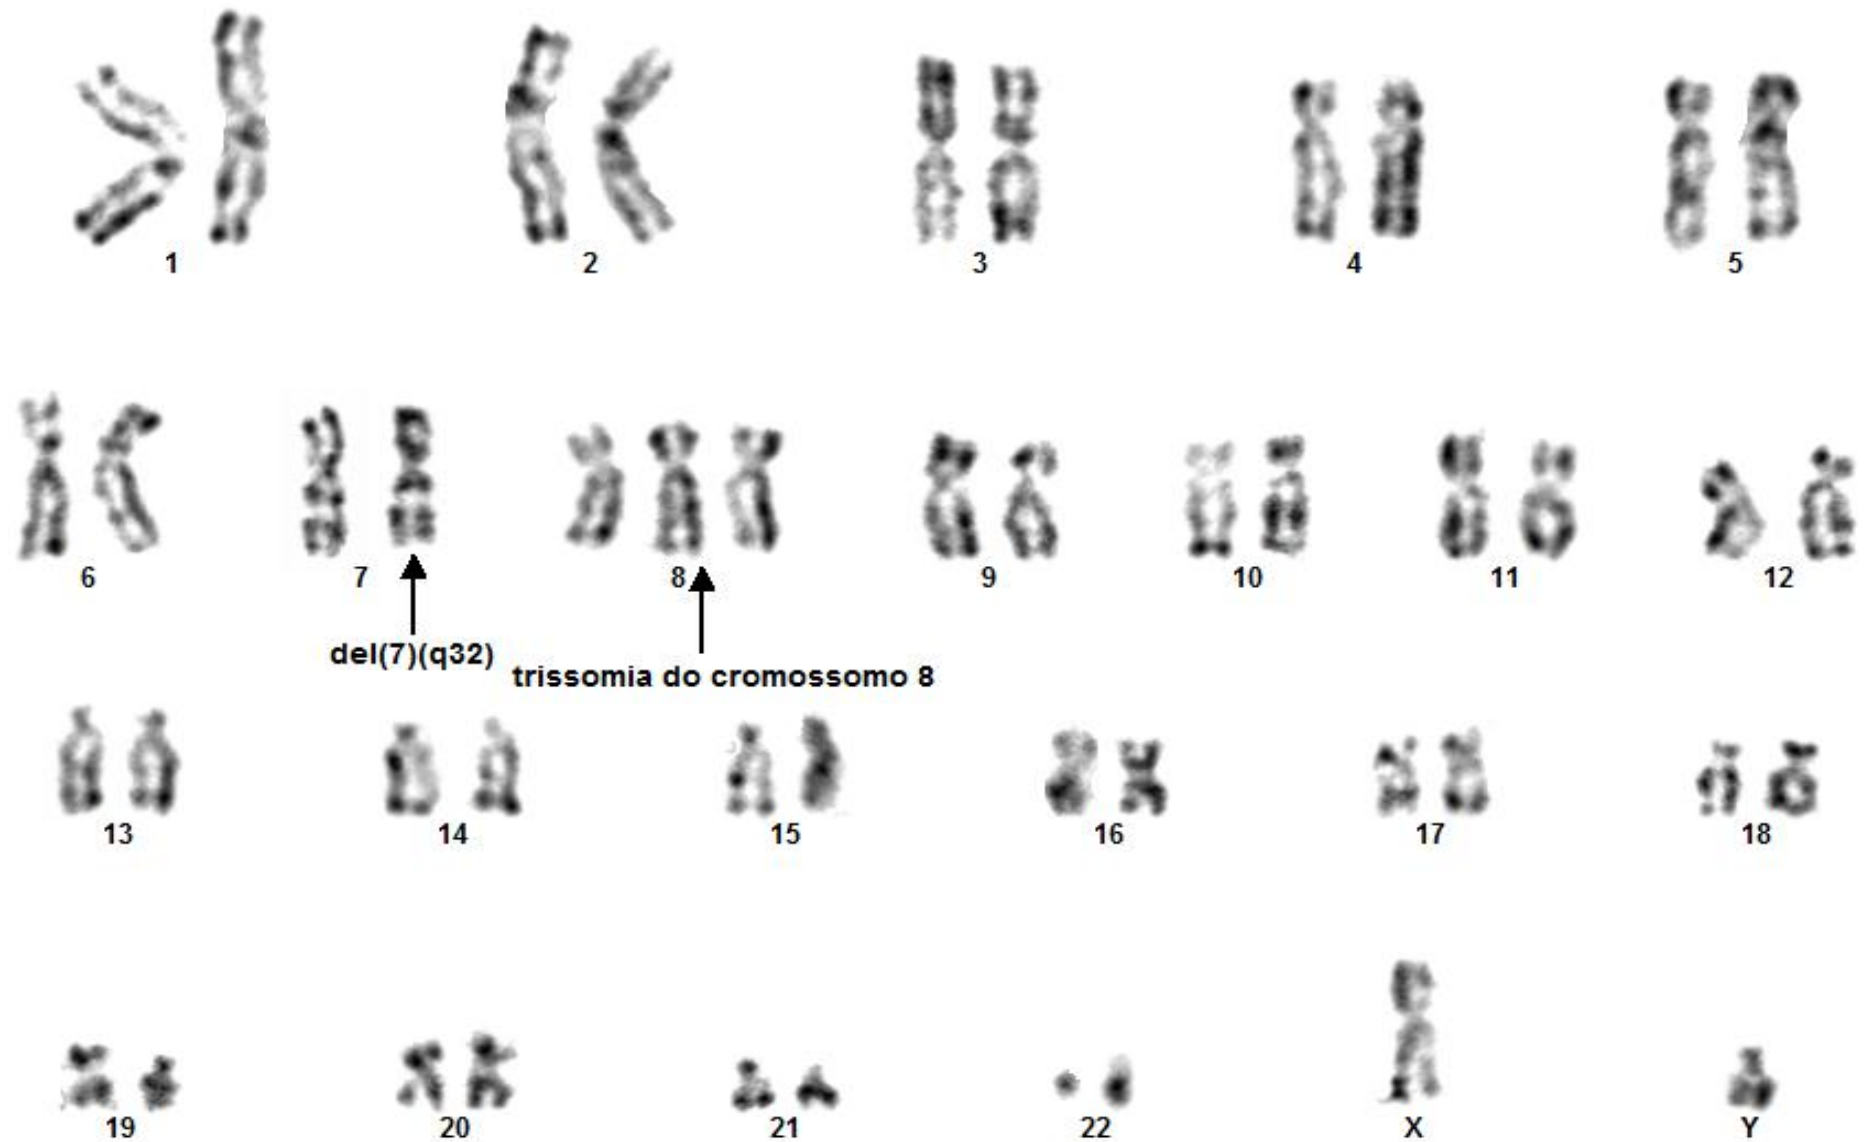 1 2 3 4 5
6 7 8 9 10 11 12
del(7)(q32)
trissomia do cromossomo 8
13 14 15 16 17 18
19 20 21 22 X Y